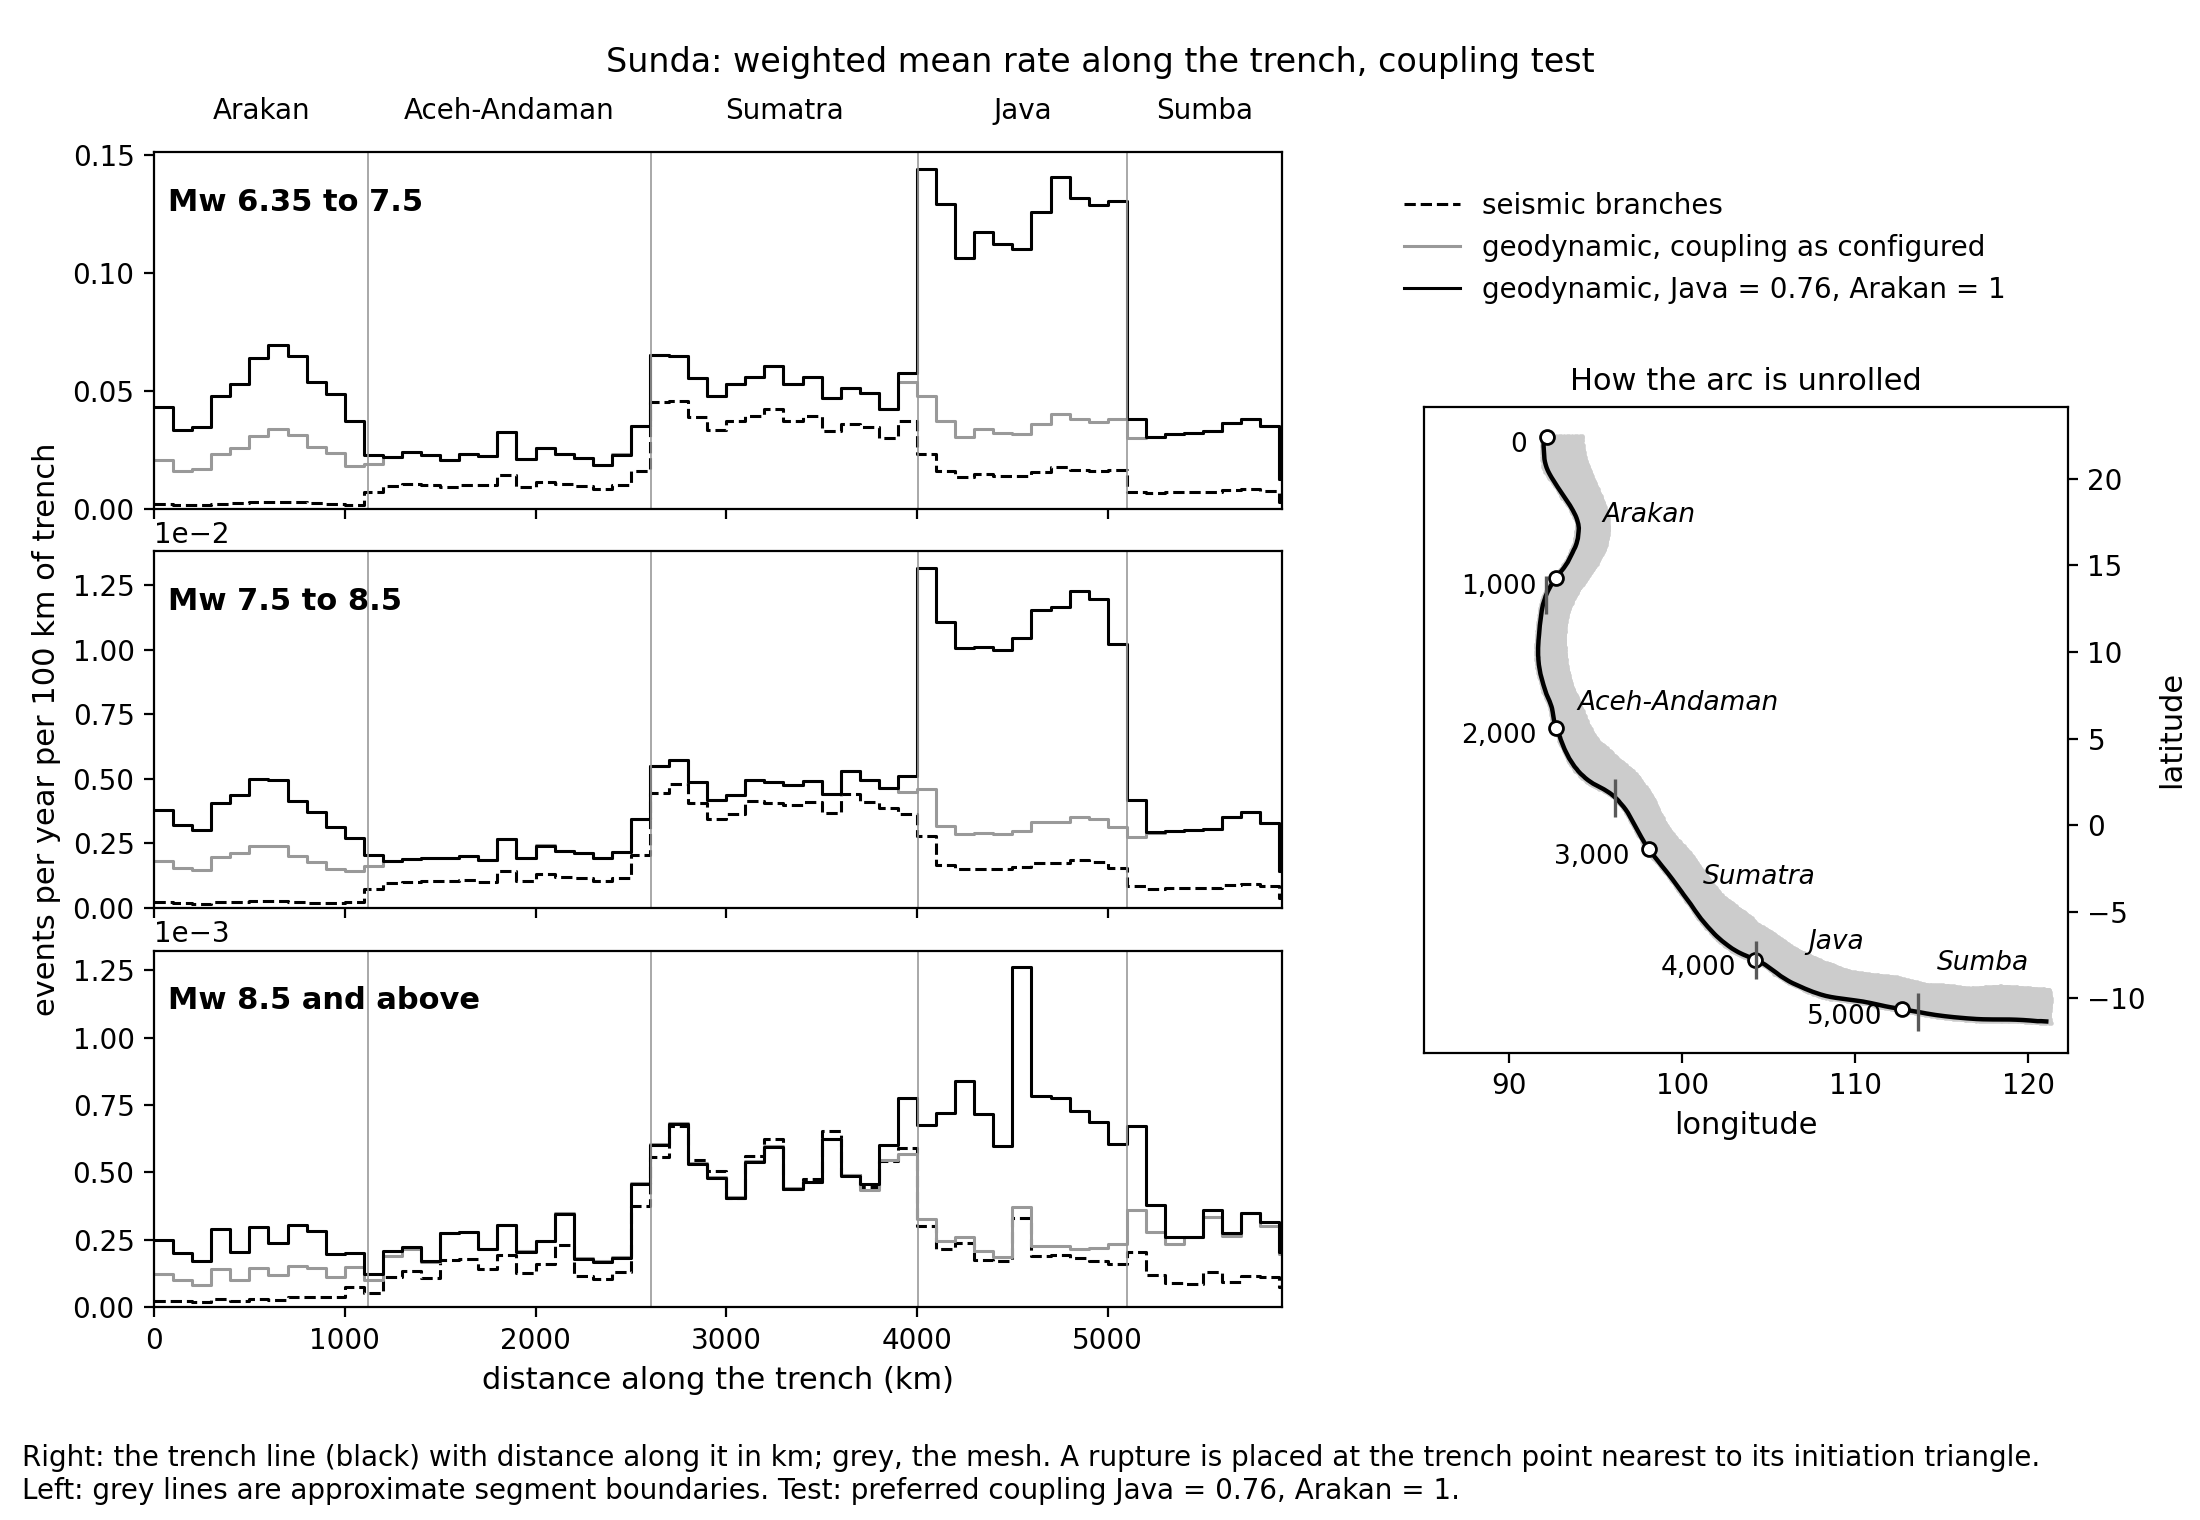 Sunda: weighted mean rate along the trench, coupling test
Arakan
Aceh-Andaman
Sumatra
Java
Sumba
events per year per 100 km of trench
0.15
0.10
0.05
0.00
Mw 6.35 to 7.5
1e−2
1.25
1.00
0.75
0.50
0.25
0.00
Mw 7.5 to 8.5
1e−3
1.25
1.00
0.75
0.50
0.25
0.00
Mw 8.5 and above
0
1000
2000
3000
4000
5000
distance along the trench (km)
seismic branches
geodynamic, coupling as configured
geodynamic, Java = 0.76, Arakan = 1
How the arc is unrolled
0
1,000
2,000
3,000
4,000
5,000
Arakan
Aceh-Andaman
Sumatra
Java
Sumba
20
15
10
5
0
−5
−10
latitude
90
100
110
120
longitude
Right: the trench line (black) with distance along it in km; grey, the mesh. A rupture is placed at the trench point nearest to its initiation triangle.
Left: grey lines are approximate segment boundaries. Test: preferred coupling Java = 0.76, Arakan = 1.